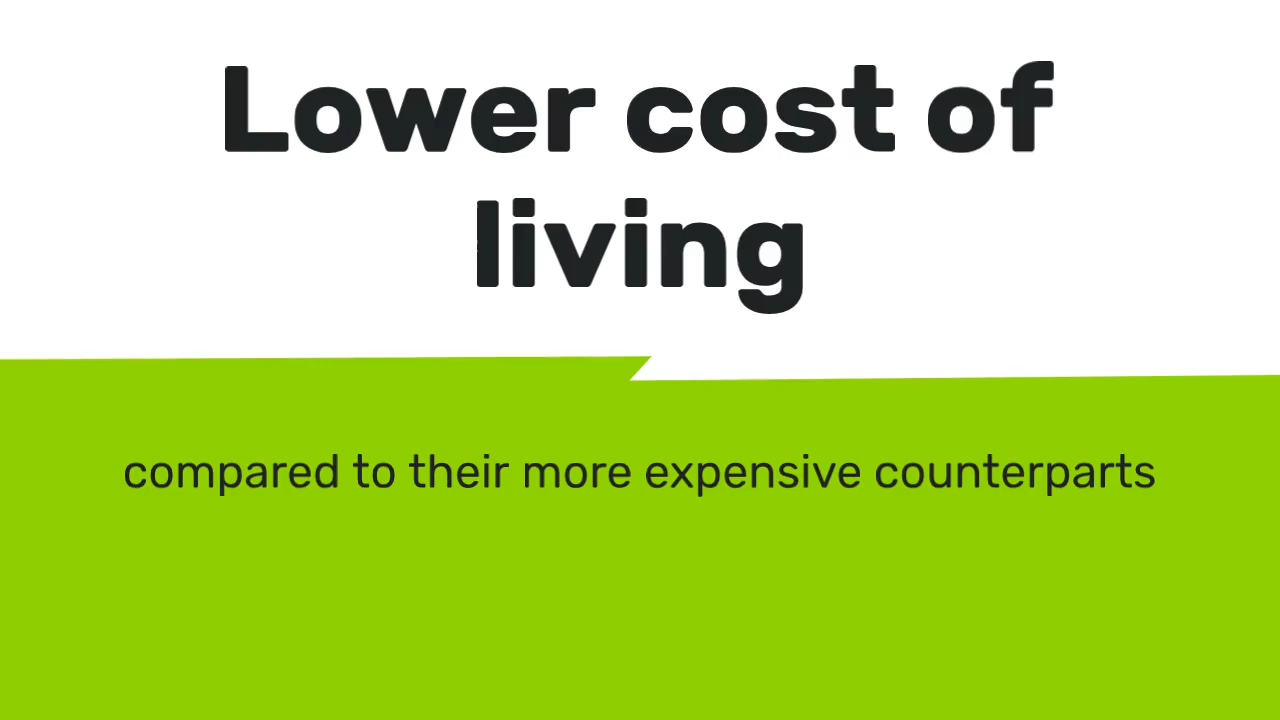 Lower cost of
living
compared to their more expensive counterparts